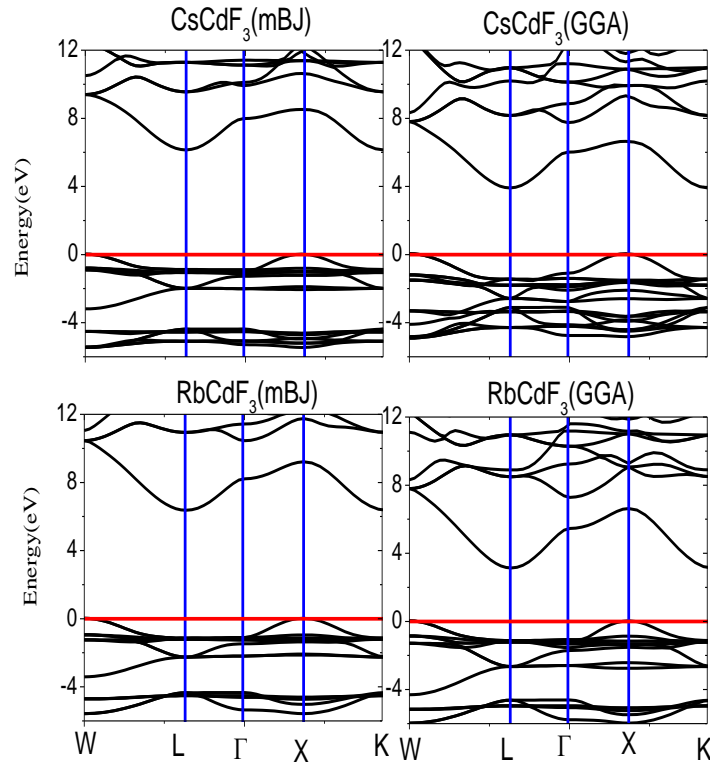 CsCdF3(mBJ)
CsCdF3(GGA)
12
8
4
0
-4
Energy(eV)
12
8
4
0
-4
RbCdF3(mBJ)
RbCdF3(GGA)
12
8
4
0
-4
Energy(eV)
12
8
4
0
-4
W L Γ X K
W L Γ X K